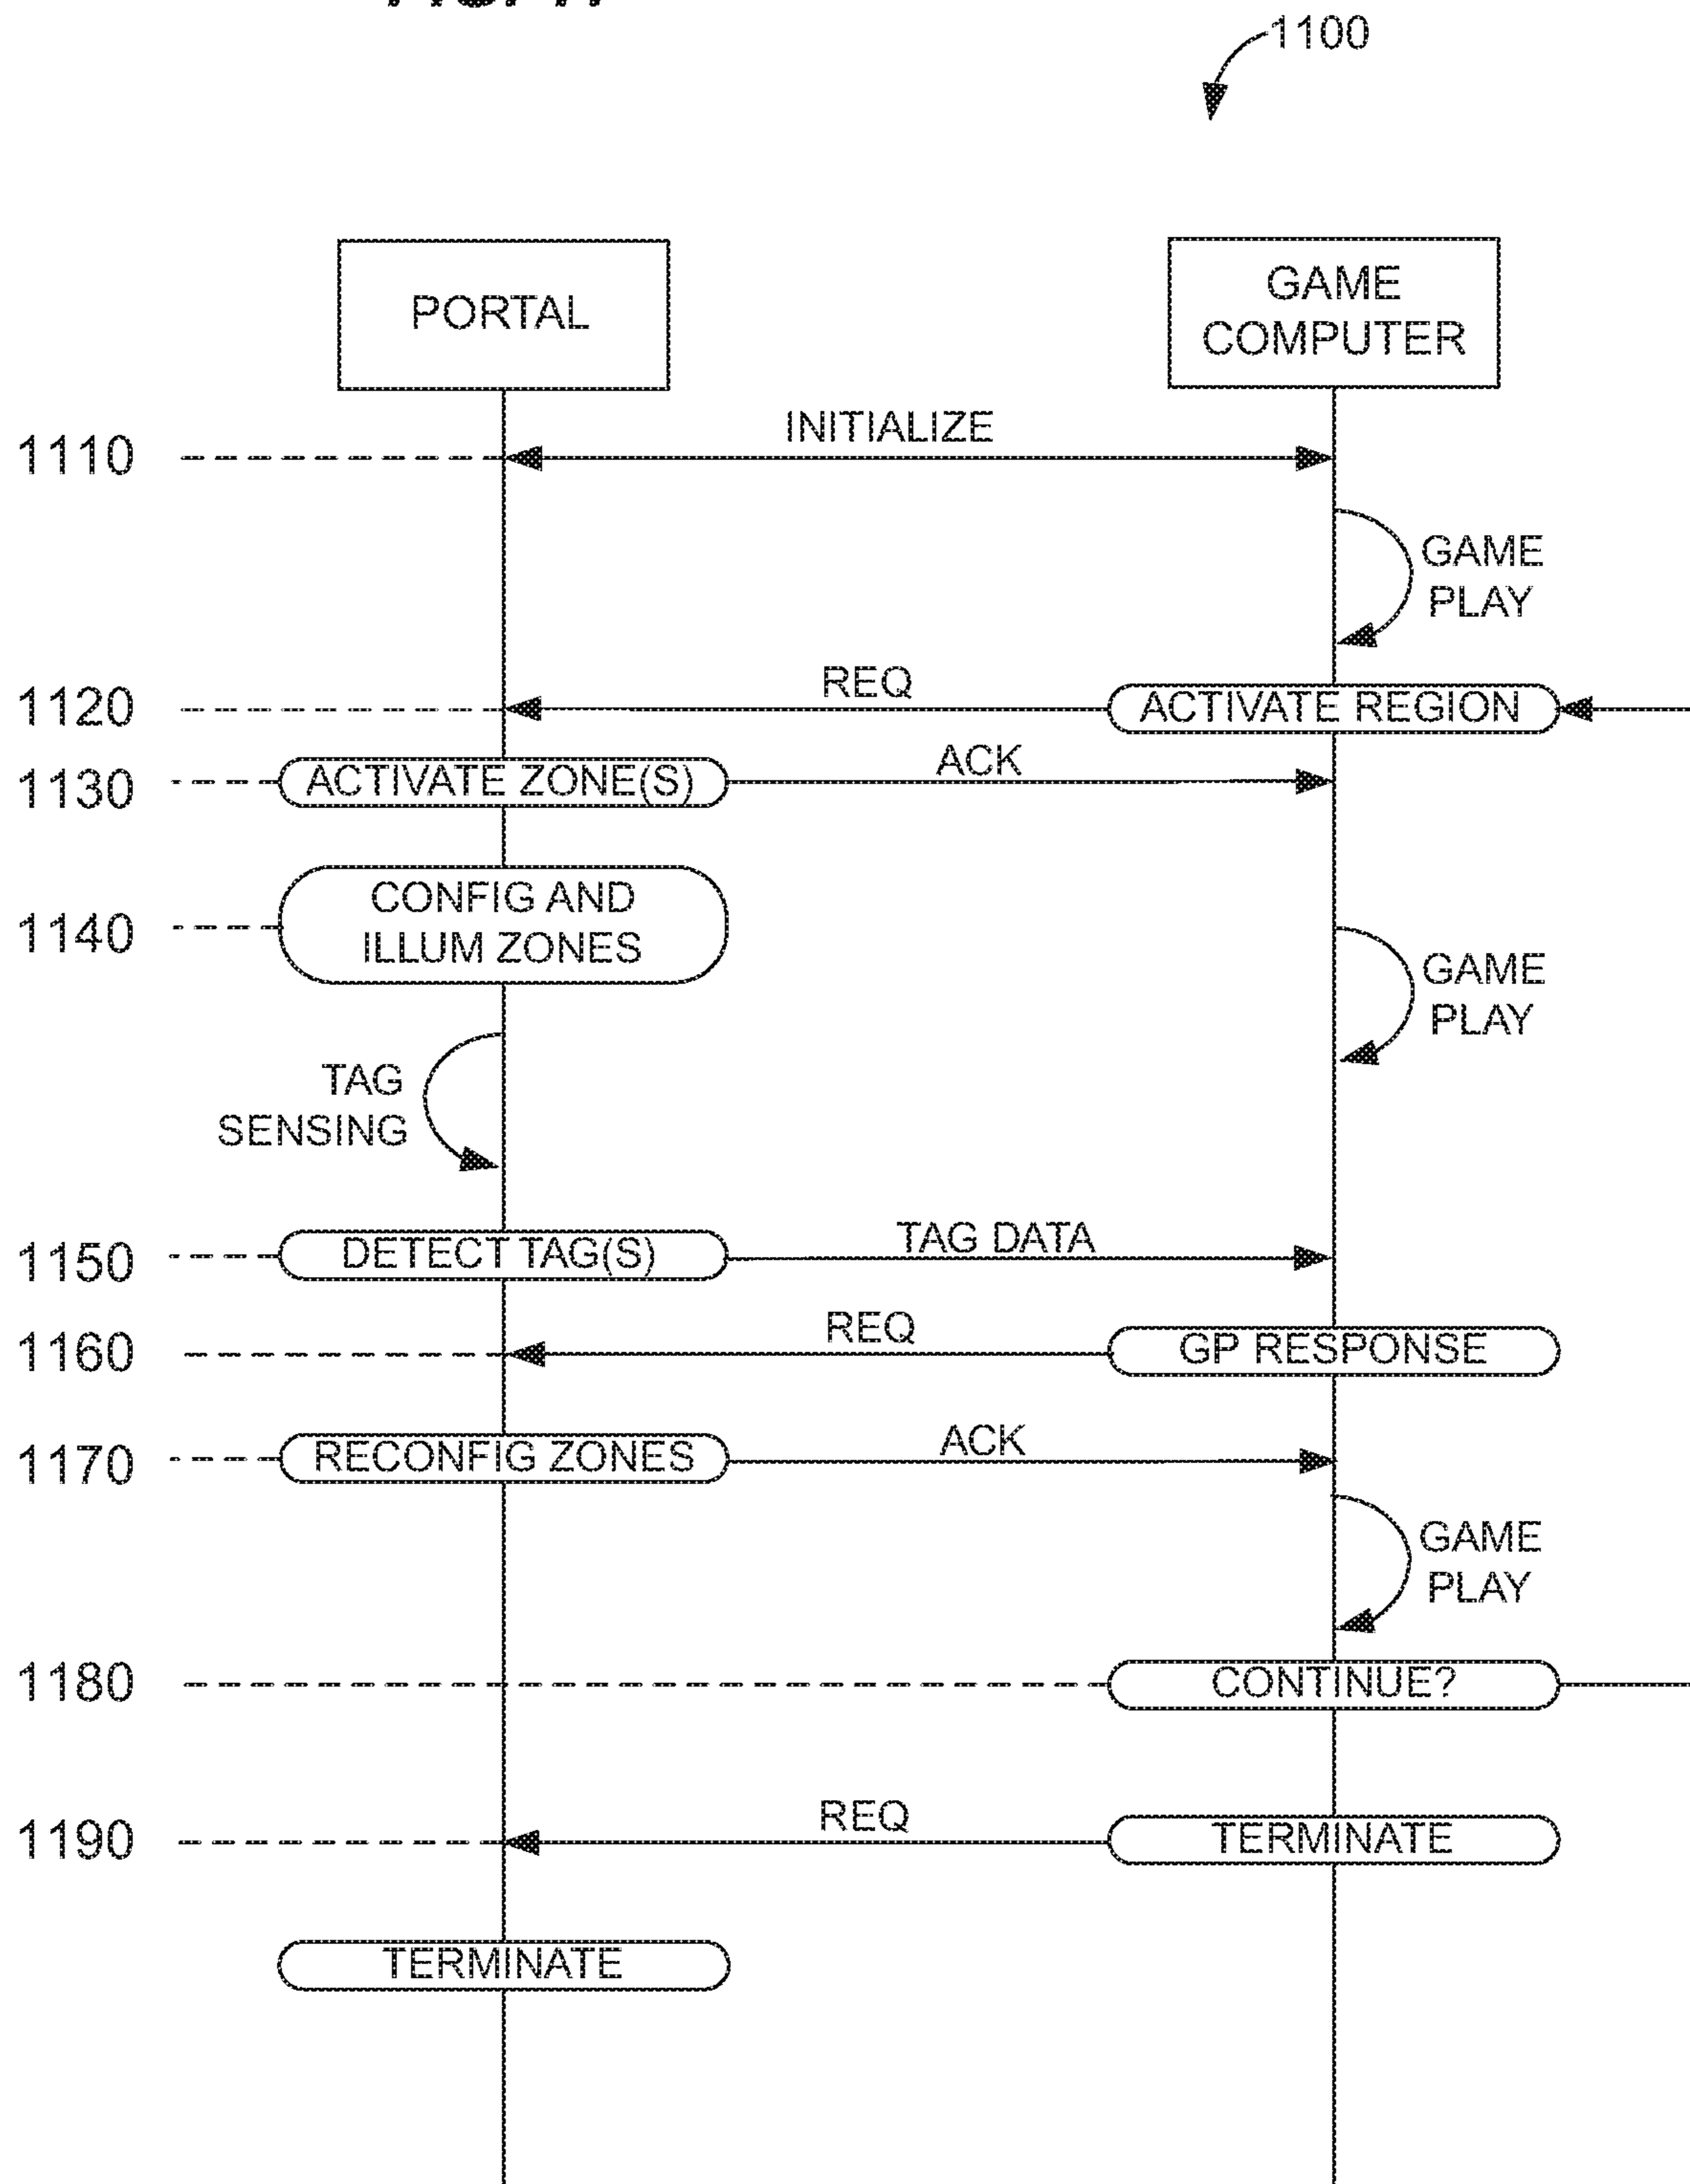 1100
PORTAL
GAME
COMPUTER
1110
INITIALIZE
GAME
PLAY
1120
REQ
ACTIVATE REGION
1130
ACTIVATE ZONE(S)
ACK
1140
CONFIG AND
ILLUM ZONES
GAME
PLAY
TAG
SENSING
1150
DETECT TAG(S)
TAG DATA
1160
REQ
GP RESPONSE
1170
RECONFIG ZONES
ACK
GAME
PLAY
1180
CONTINUE?
1190
REQ
TERMINATE
TERMINATE